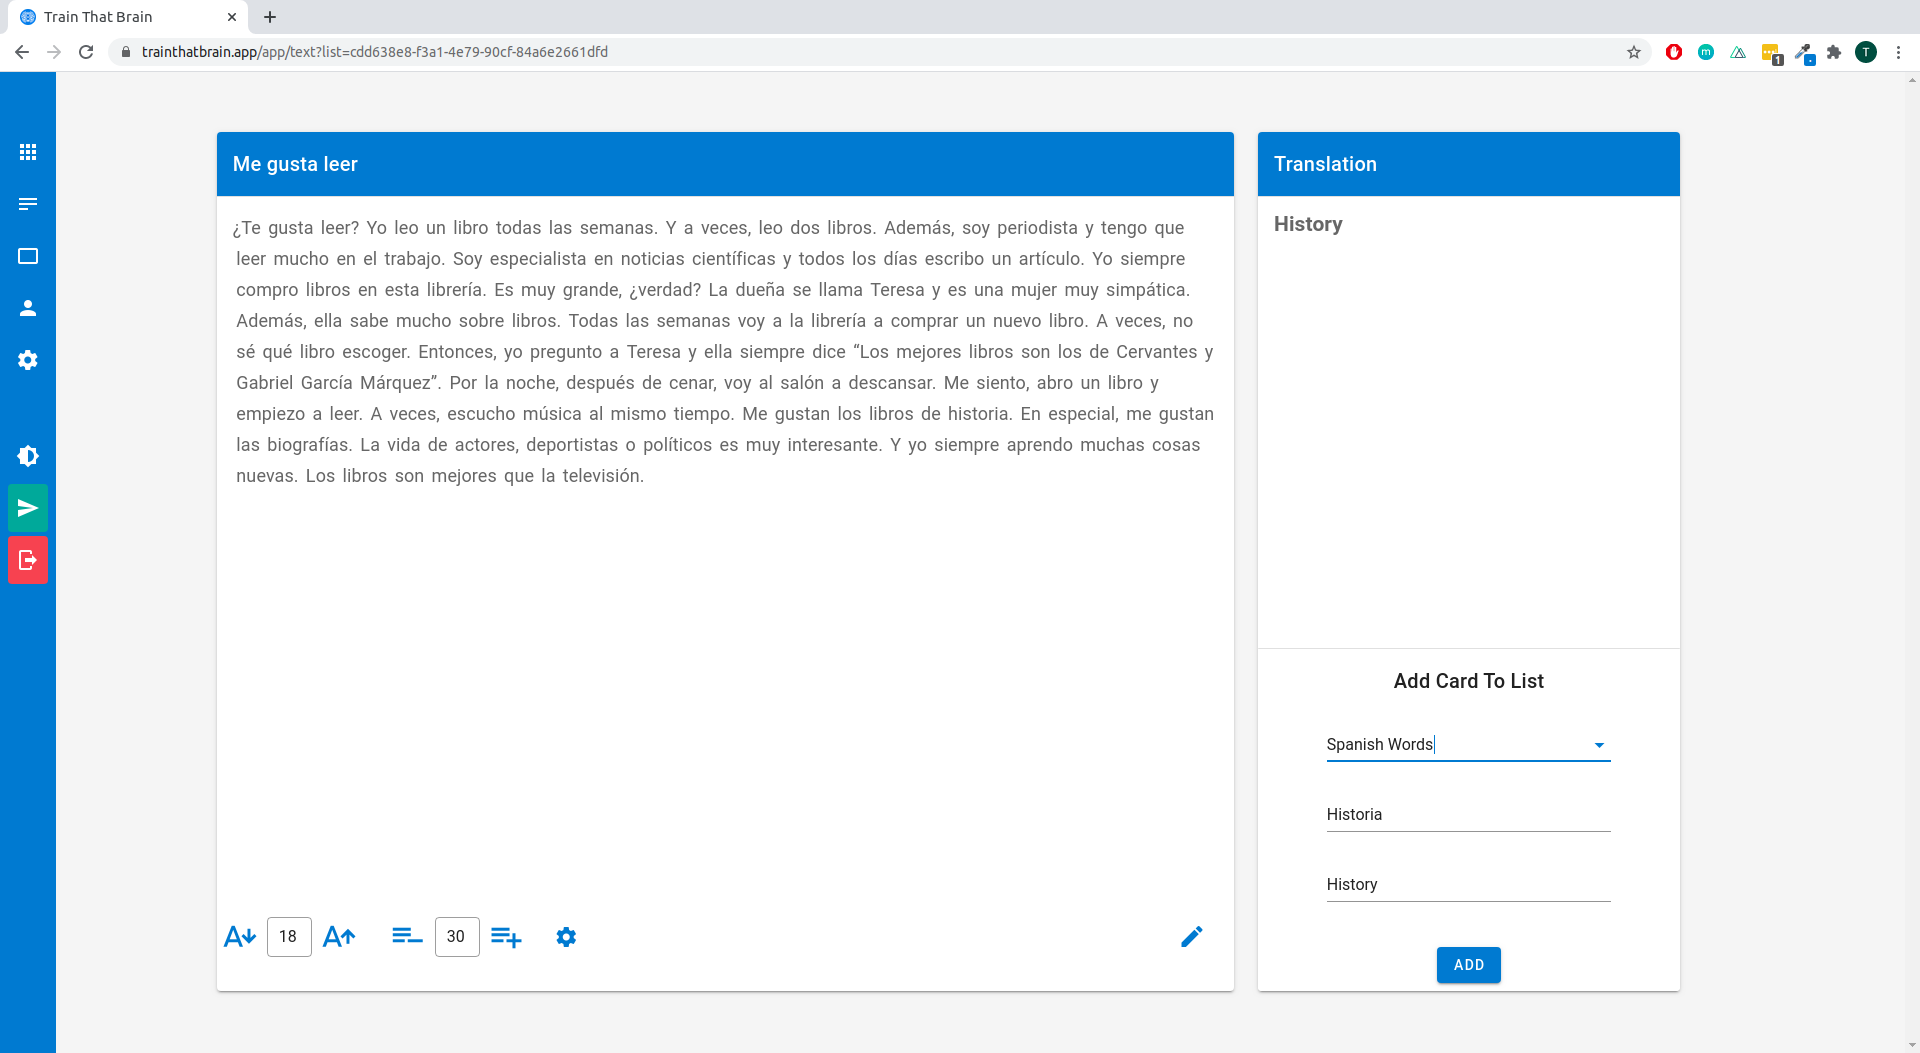 Train That Brain
trainthatbrain.app/app/text?list=cdd638e8-f3a1-4e79-90cf-84a6e2661dfd
m
1
T
Me gusta leer
¿Te gusta leer? Yo leo un libro todas las semanas. Y a veces, leo dos libros. Además, soy periodista y tengo que
leer mucho en el trabajo. Soy especialista en noticias científicas y todos los días escribo un artículo. Yo siempre
compro libros en esta librería. Es muy grande, ¿verdad? La dueña se llama Teresa y es una mujer muy simpática.
Además, ella sabe mucho sobre libros. Todas las semanas voy a la librería a comprar un nuevo libro. A veces, no
sé qué libro escoger. Entonces, yo pregunto a Teresa y ella siempre dice “Los mejores libros son los de Cervantes y
Gabriel García Márquez”. Por la noche, después de cenar, voy al salón a descansar. Me siento, abro un libro y
empiezo a leer. A veces, escucho música al mismo tiempo. Me gustan los libros de historia. En especial, me gustan
las biografías. La vida de actores, deportistas o políticos es muy interesante. Y yo siempre aprendo muchas cosas
nuevas. Los libros son mejores que la televisión.
A 18 A 30
Translation
History
Add Card To List
Spanish Words
Historia
History
ADD